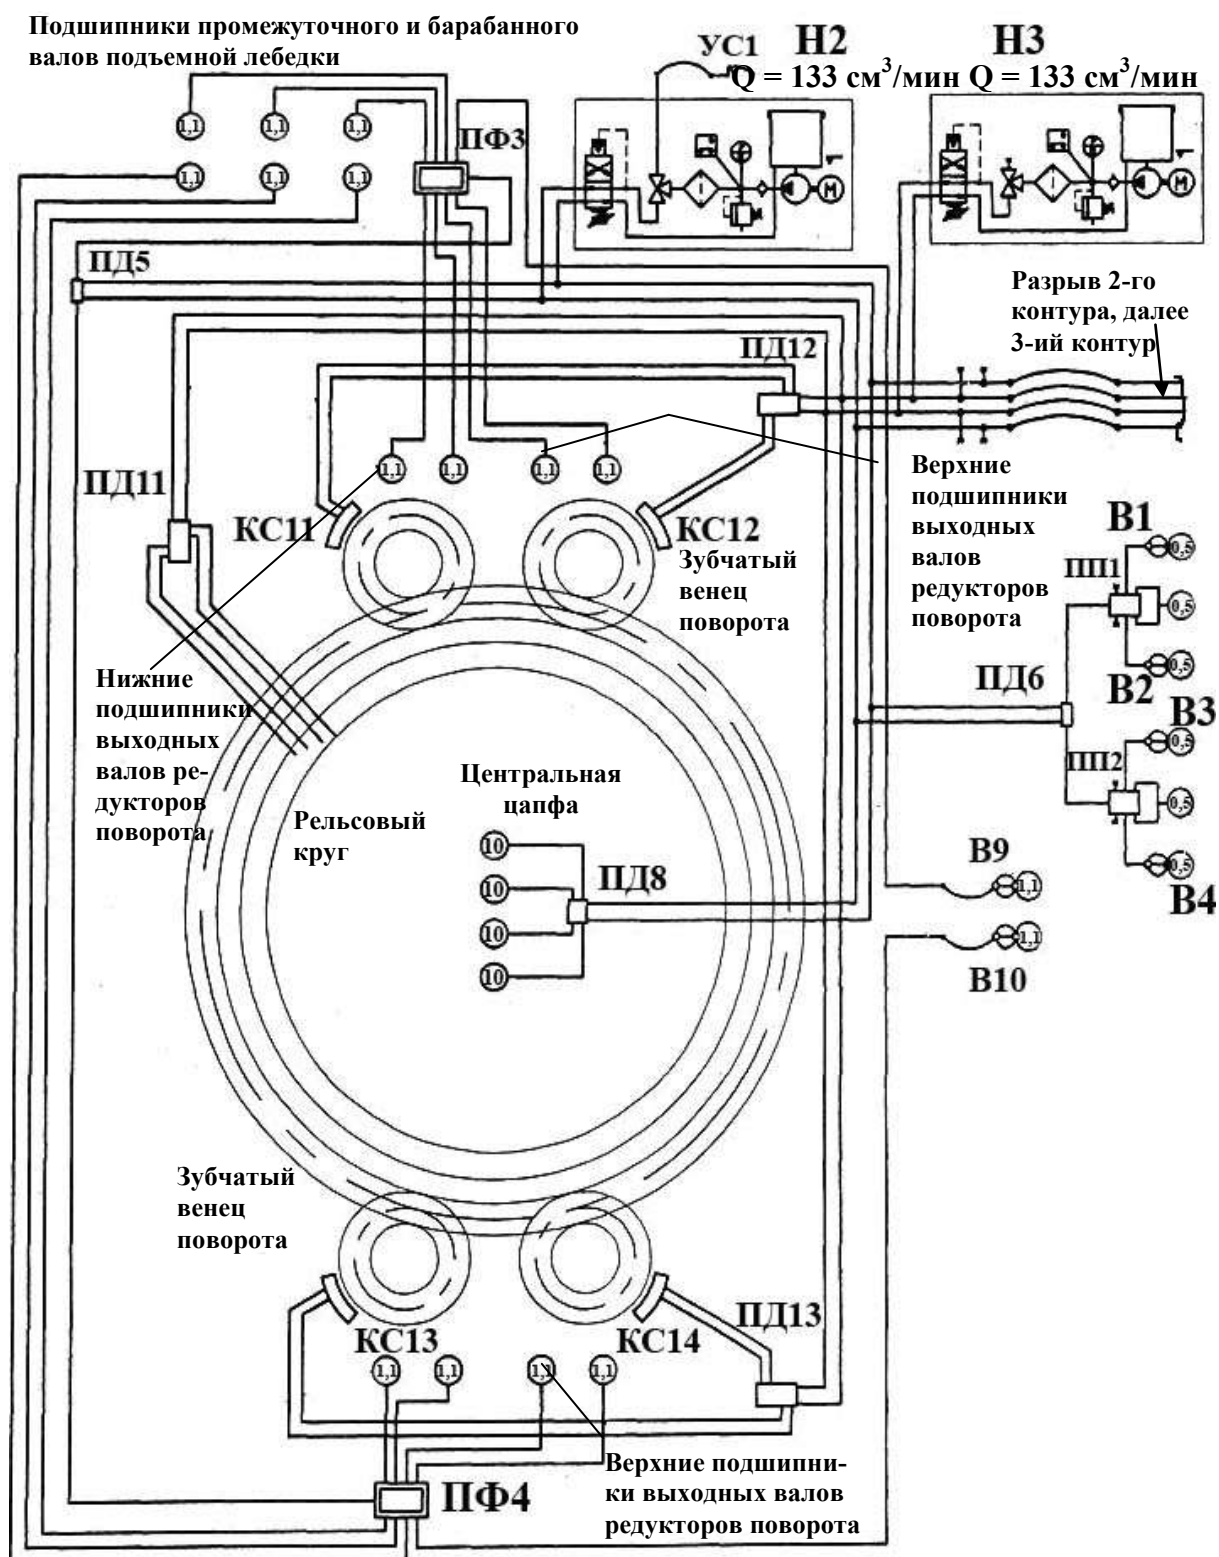 Подшипники промежуточного и барабанного
валов подъемной лебедки
УС1
Н2
Н3
Q = 133 см³/мин Q = 133 см³/мин
1,1
1,1
1,1
ПФ3
1
1
М
М
1,1
1,1
1,1
ПД5
Разрыв 2-го
контура, далее
3-ий контур
ПД12
1,1
1,1
1,1
1,1
ПД11
КС11
КС12
Верхние
подшипники
выходных
валов
редукторов
поворота
Зубчатый
венец
поворота
В1
0,5
ПП1
0,5
0,5
В2
Нижние
подшипники
выходных
валов ре-
дукторов
поворота
ПД6
В3
0,5
ПП2
0,5
0,5
В4
Центральная
цапфа
Рельсовый
круг
10
10
10
10
ПД8
В9
1,1
1,1
В10
Зубчатый
венец
поворота
КС13
КС14
ПД13
1,1
1,1
1,1
1,1
ПФ4
Верхние подшипни-
ки выходных валов
редукторов поворота